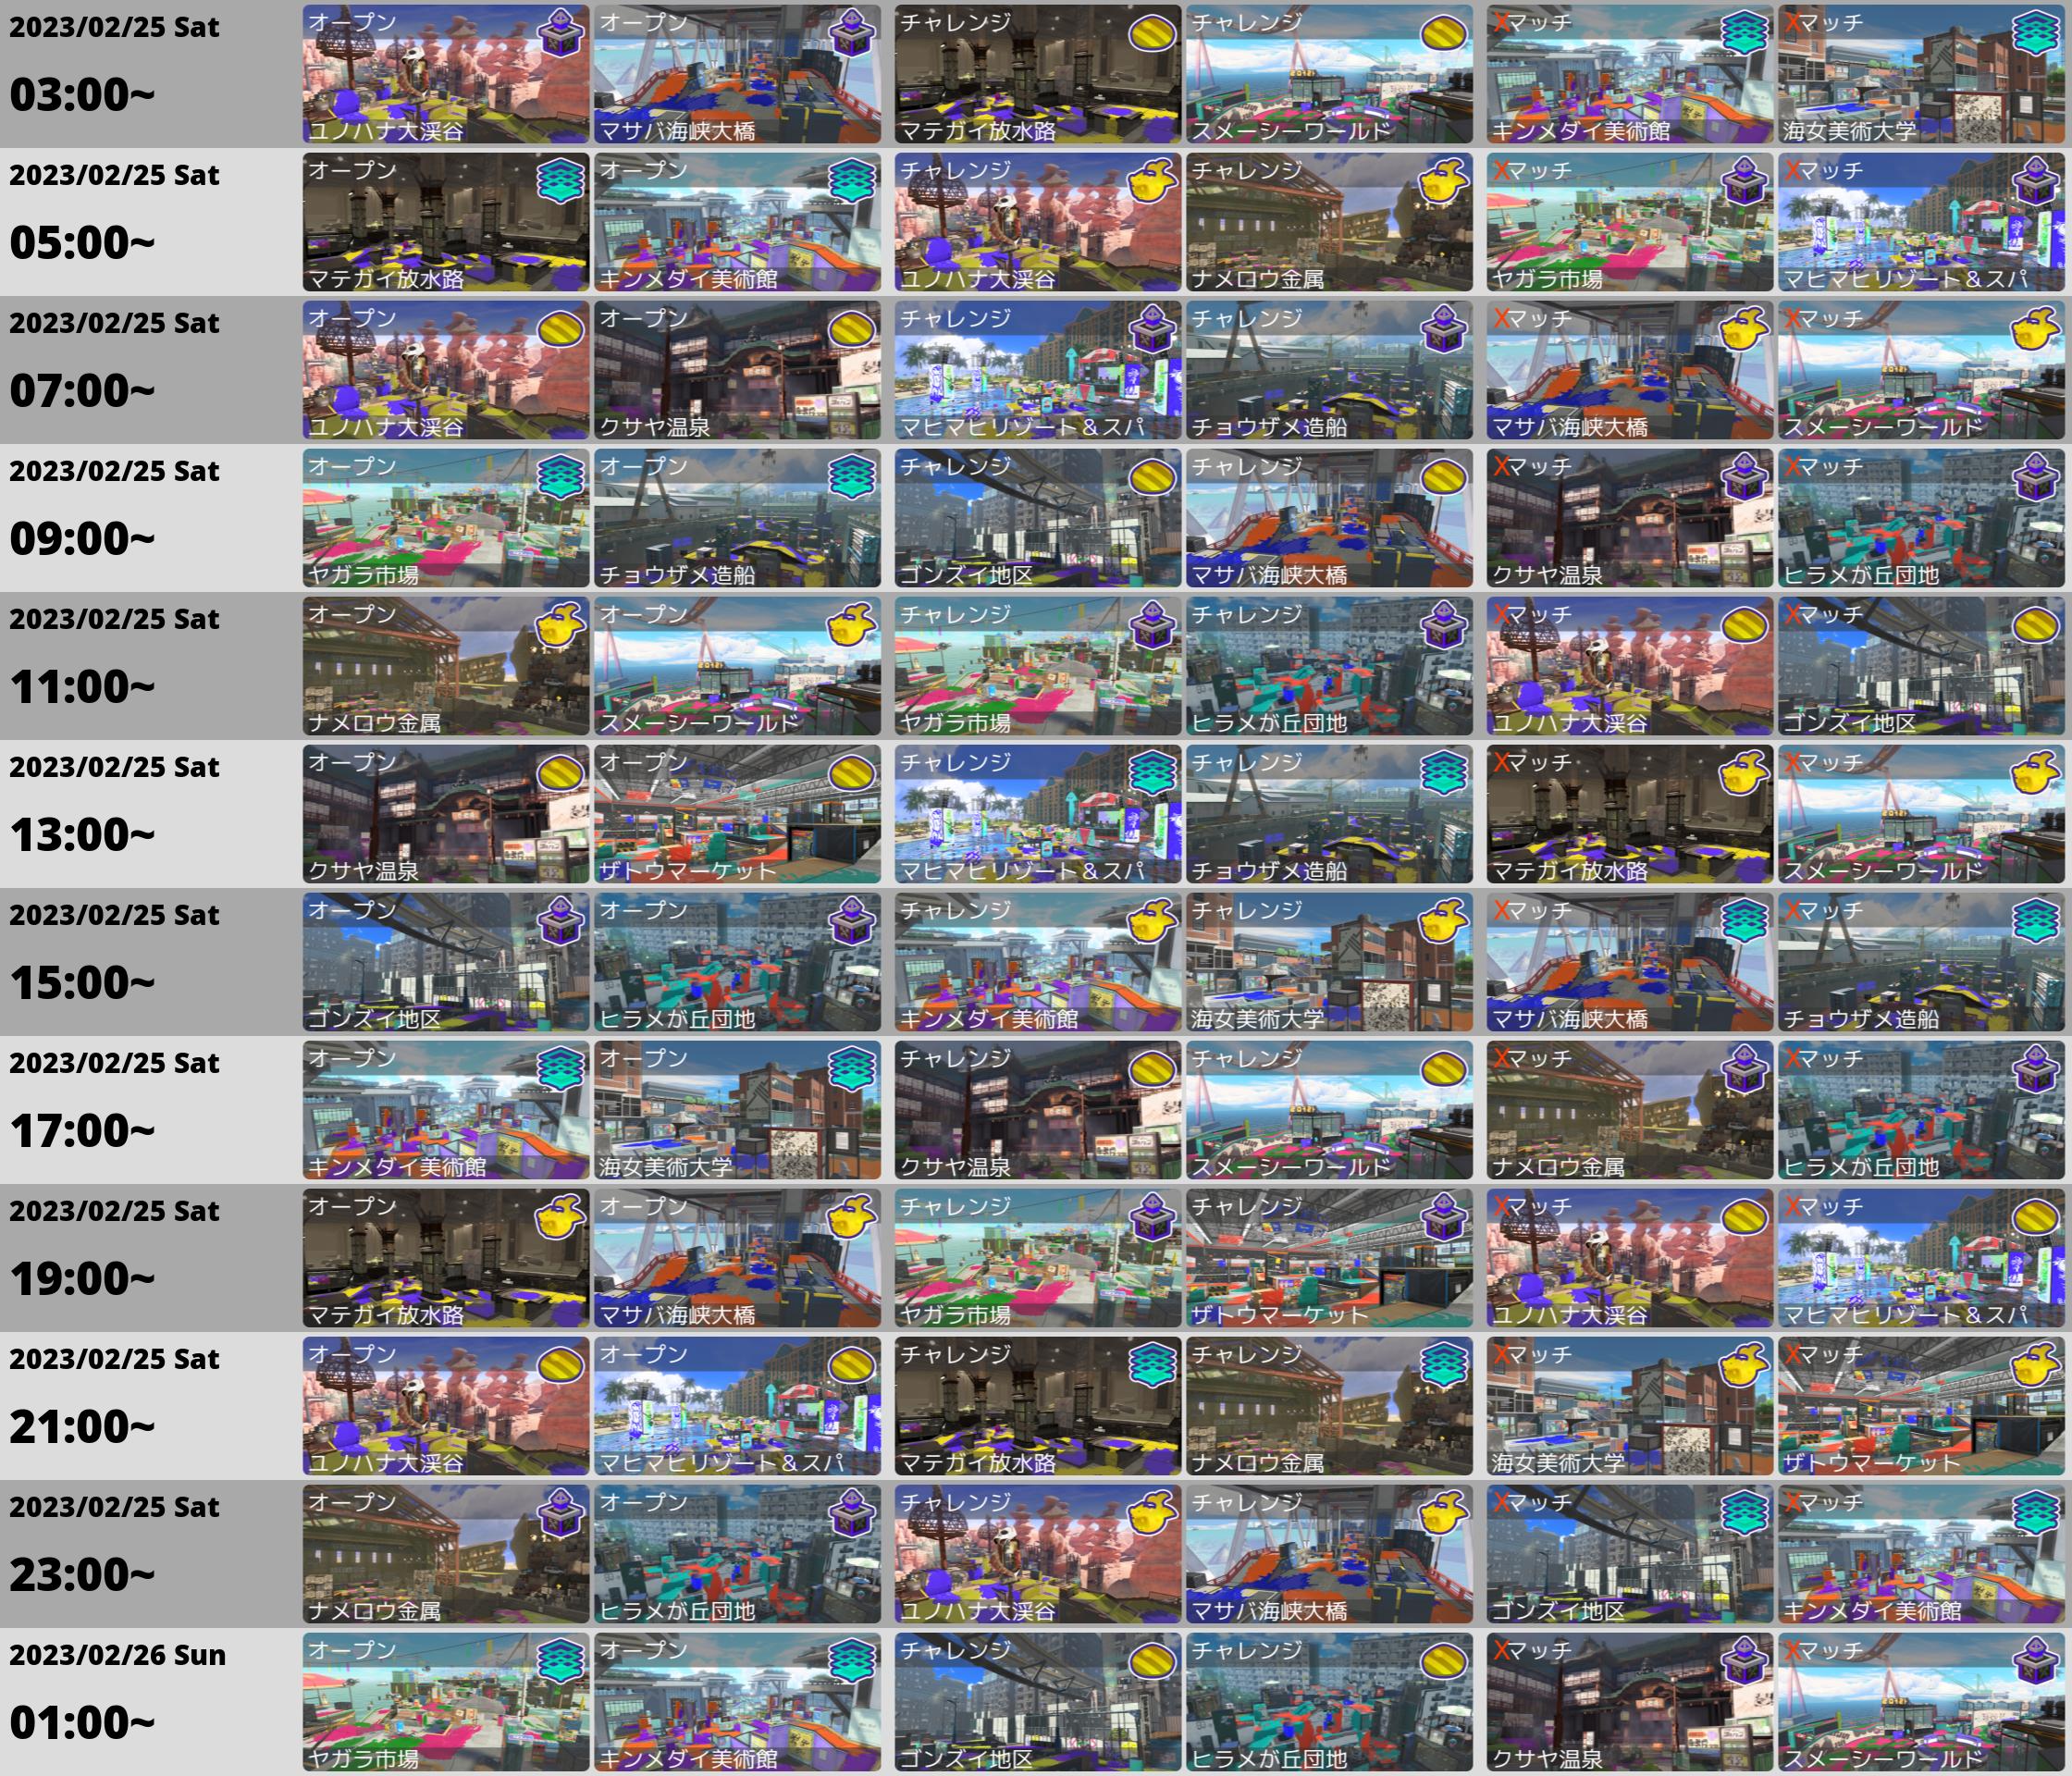 2023/02/25 Sat
03:00~
オープン オープン チャレンジ チャレンジ Xマッチ Xマッチ
ユノハナ大渓谷 マサバ海峡大橋 マテガイ放水路 スメーシーワールド キンメダイ美術館 海女美術大学
2023/02/25 Sat
05:00~
オープン オープン チャレンジ チャレンジ Xマッチ Xマッチ
マテガイ放水路 キンメダイ美術館 ユノハナ大渓谷 ナメロウ金属 ヤガラ市場 マヒマヒリゾート＆スパ
2023/02/25 Sat
07:00~
オープン オープン チャレンジ チャレンジ Xマッチ Xマッチ
ユノハナ大渓谷 クサヤ温泉 マヒマヒリゾート＆スパ チョウザメ造船 マサバ海峡大橋 スメーシーワールド
2023/02/25 Sat
09:00~
オープン オープン チャレンジ チャレンジ Xマッチ Xマッチ
ヤガラ市場 チョウザメ造船 ゴンズイ地区 マサバ海峡大橋 クサヤ温泉 ヒラメが丘団地
2023/02/25 Sat
11:00~
オープン オープン チャレンジ チャレンジ Xマッチ Xマッチ
ナメロウ金属 スメーシーワールド ヤガラ市場 ヒラメが丘団地 ユノハナ大渓谷 ゴンズイ地区
2023/02/25 Sat
13:00~
オープン オープン チャレンジ チャレンジ Xマッチ Xマッチ
クサヤ温泉 ザトウマーケット マヒマヒリゾート＆スパ チョウザメ造船 マテガイ放水路 スメーシーワールド
2023/02/25 Sat
15:00~
オープン オープン チャレンジ チャレンジ Xマッチ Xマッチ
ゴンズイ地区 ヒラメが丘団地 キンメダイ美術館 海女美術大学 マサバ海峡大橋 チョウザメ造船
2023/02/25 Sat
17:00~
オープン オープン チャレンジ チャレンジ Xマッチ Xマッチ
キンメダイ美術館 海女美術大学 クサヤ温泉 スメーシーワールド ナメロウ金属 ヒラメが丘団地
2023/02/25 Sat
19:00~
オープン オープン チャレンジ チャレンジ Xマッチ Xマッチ
マテガイ放水路 マサバ海峡大橋 ヤガラ市場 ザトウマーケット ユノハナ大渓谷 マヒマヒリゾート＆スパ
2023/02/25 Sat
21:00~
オープン オープン チャレンジ チャレンジ Xマッチ Xマッチ
ユノハナ大渓谷 マヒマヒリゾート＆スパ マテガイ放水路 ナメロウ金属 海女美術大学 ザトウマーケット
2023/02/25 Sat
23:00~
オープン オープン チャレンジ チャレンジ Xマッチ Xマッチ
ナメロウ金属 ヒラメが丘団地 ユノハナ大渓谷 マサバ海峡大橋 ゴンズイ地区 キンメダイ美術館
2023/02/26 Sun
01:00~
オープン オープン チャレンジ チャレンジ Xマッチ Xマッチ
ヤガラ市場 キンメダイ美術館 ゴンズイ地区 ヒラメが丘団地 クサヤ温泉 スメーシーワールド